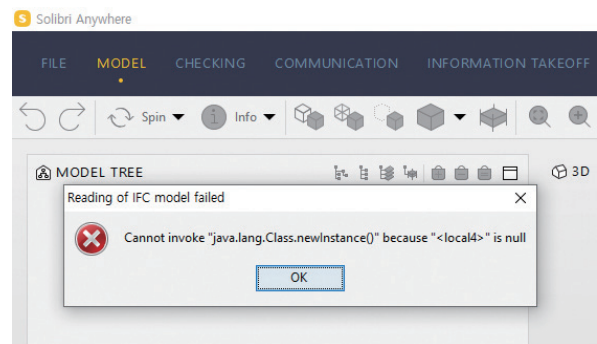 S Solibri Anywhere
FILE MODEL CHECKING COMMUNICATION INFORMATION TAKEOFF
Spin i Info
MODEL TREE 3D
Reading of IFC model failed
Cannot invoke "java.lang.Class.newInstance()" because "<local4>" is null
OK